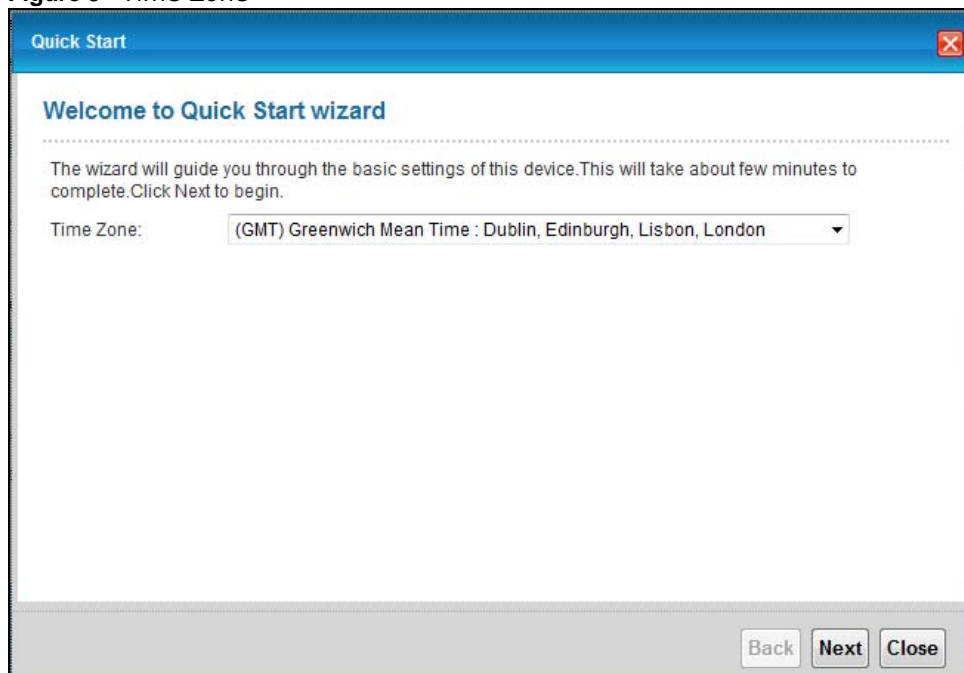 Quick Start
Welcome to Quick Start wizard
The wizard will guide you through the basic settings of this device.This will take about few minutes to
complete.Click Next to begin.
Time Zone: (GMT) Greenwich Mean Time : Dublin, Edinburgh, Lisbon, London
Back Next Close